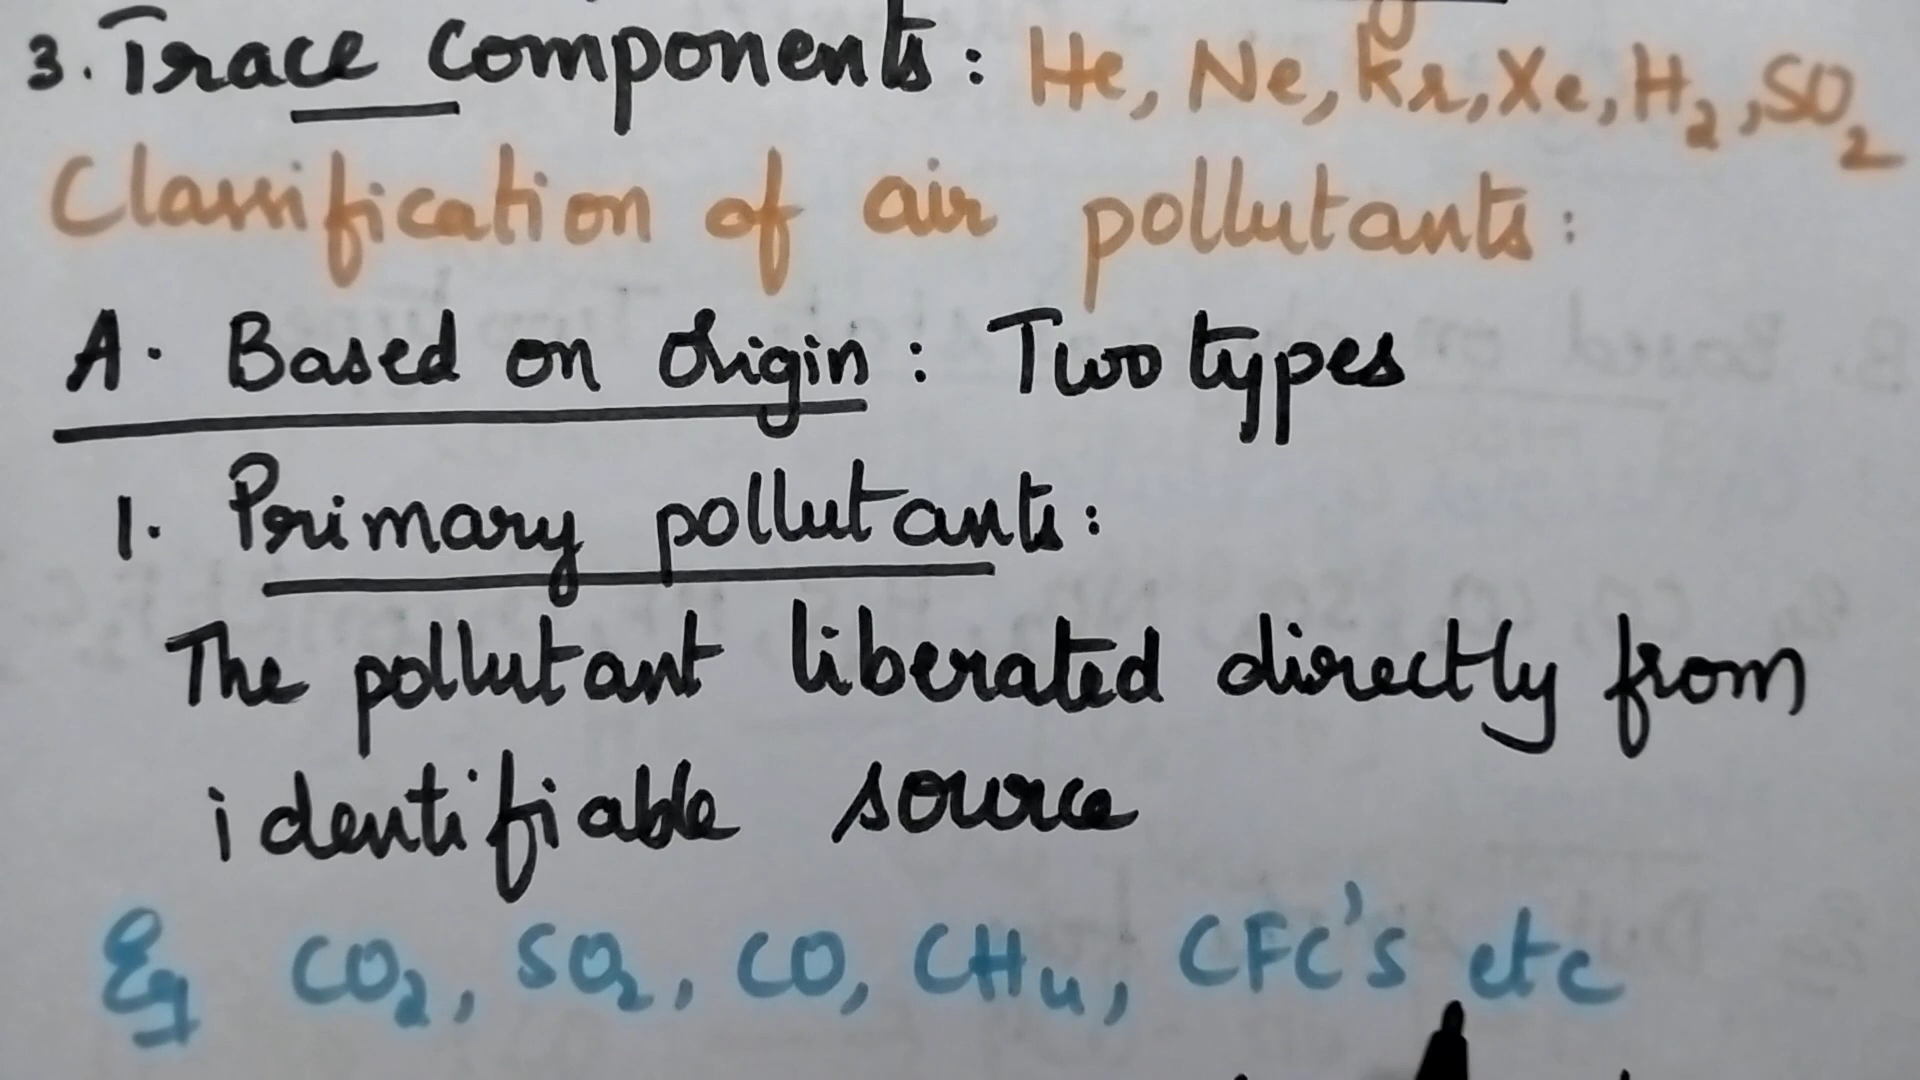 3. Trace Components: He, Ne, Kr, Xe, H₂, SO₂
Classification of air pollutants:
A. Based on Origin: Two types
1. Primary pollutants:
The pollutant liberated directly from
identifiable source
Eg CO₂, SO₂, CO, CH₄, CFC's etc